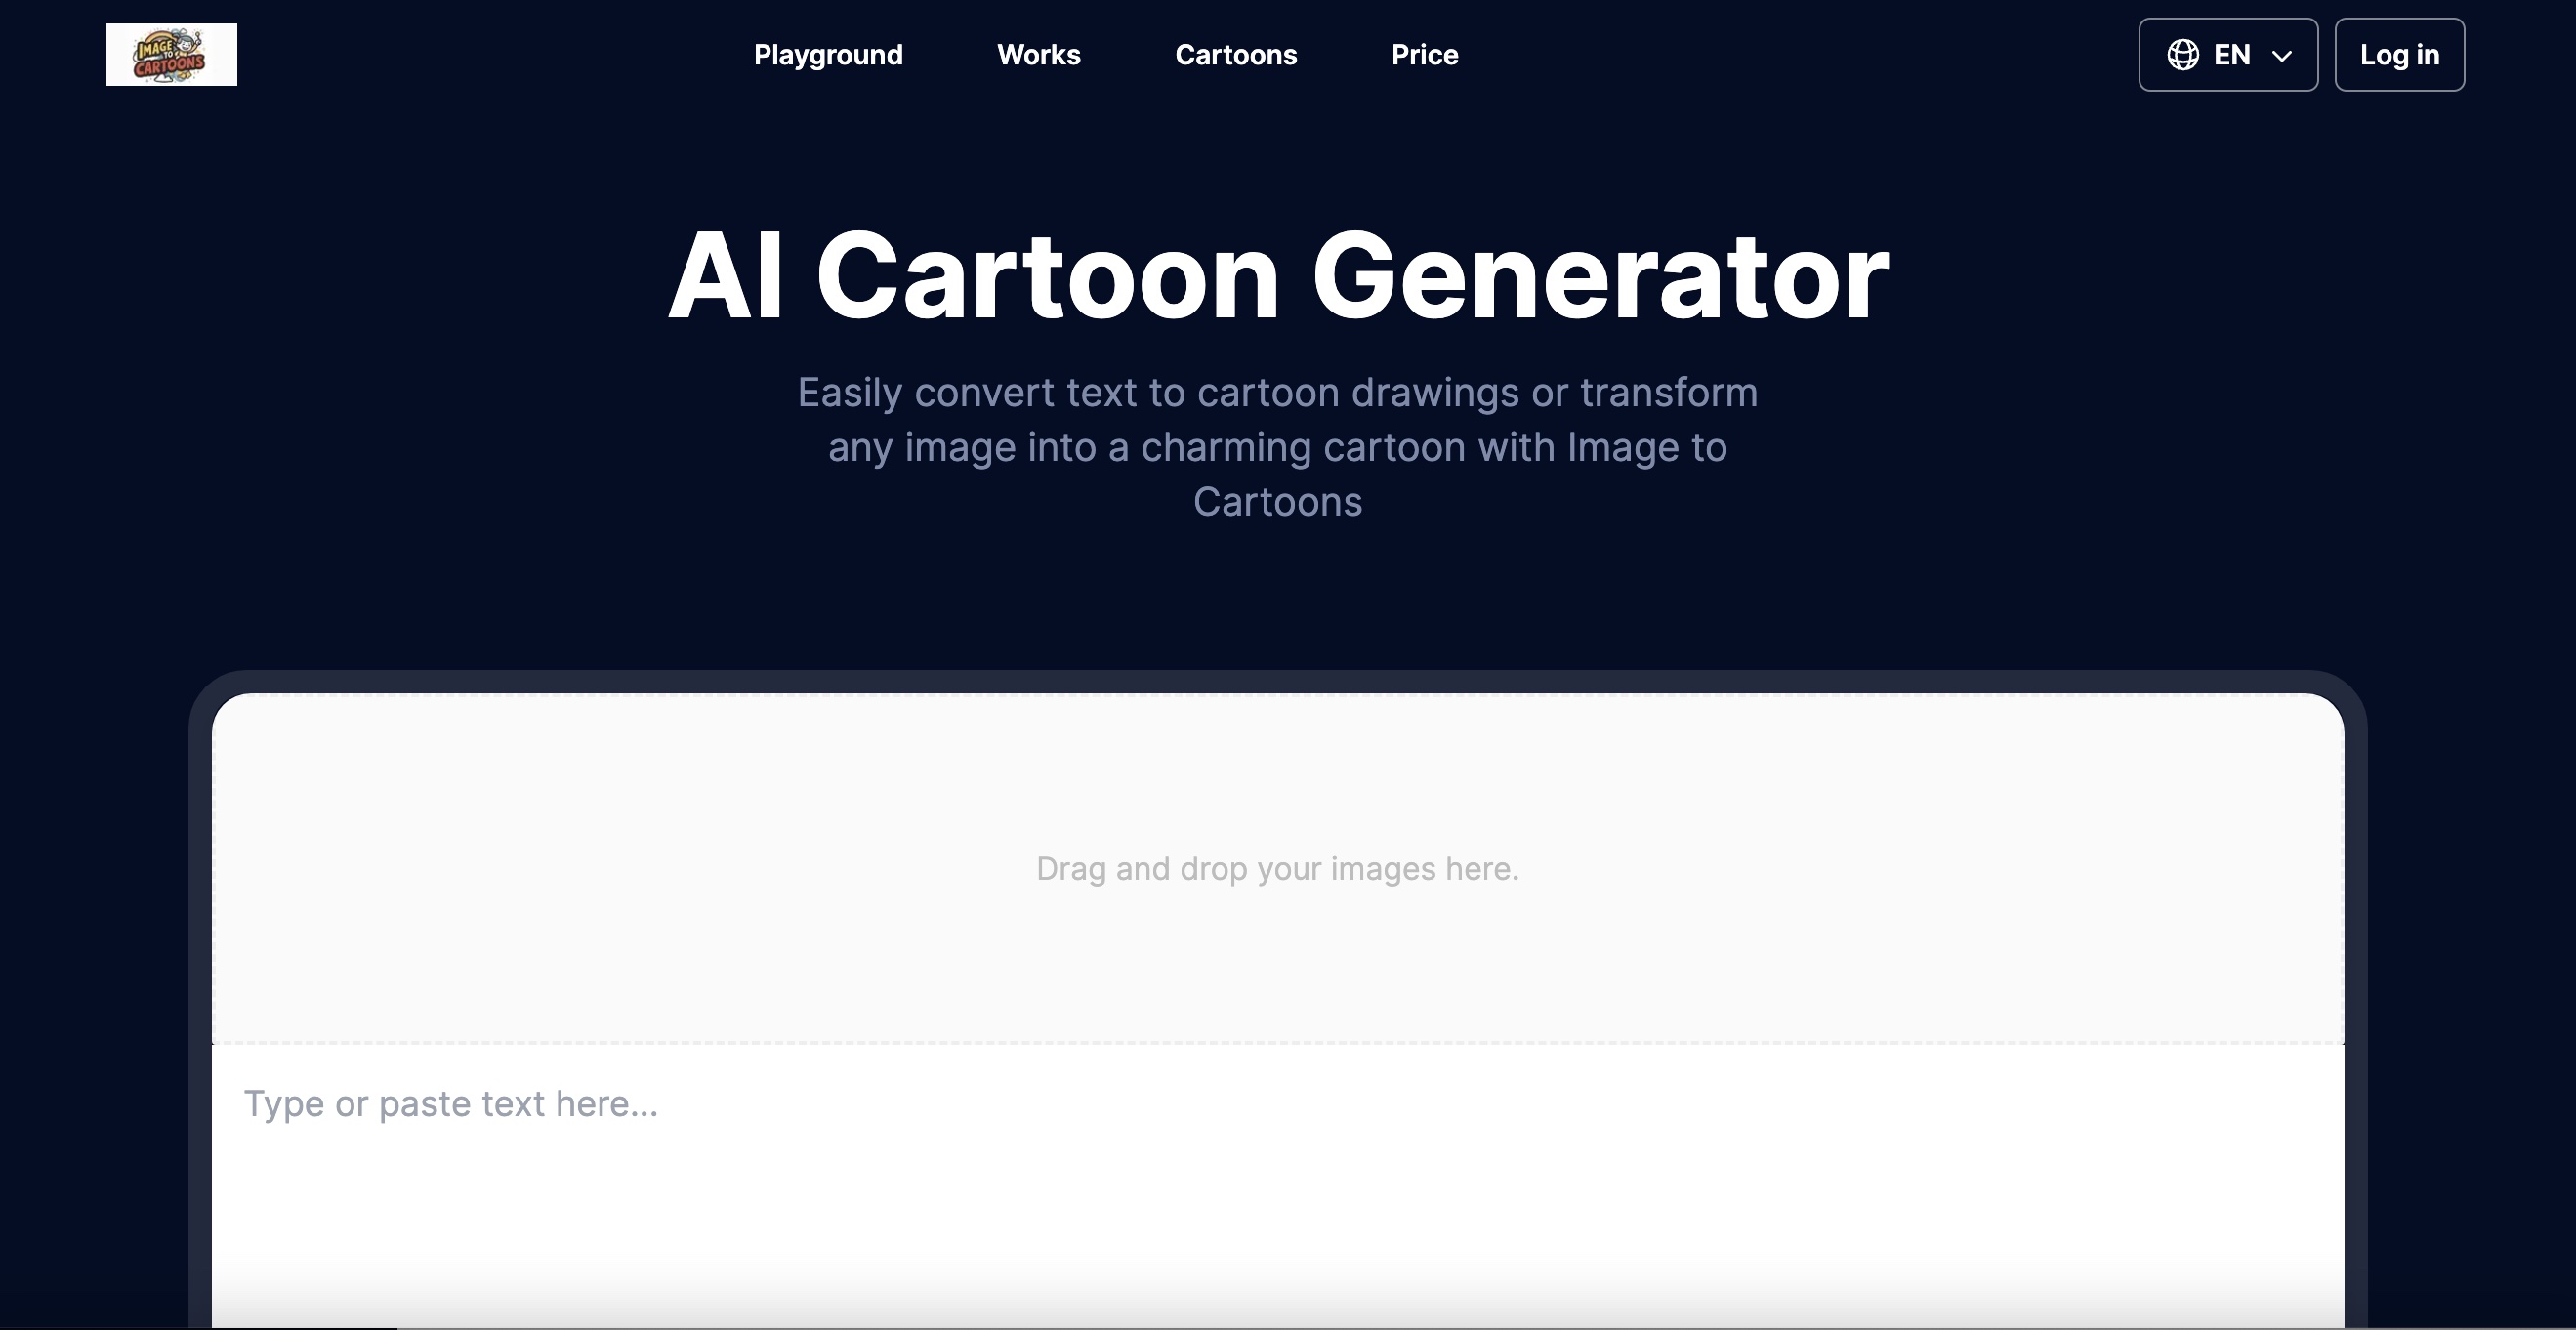 IMAGE
TO
CARTOONS
Playground
Works
Cartoons
Price
EN
Log in
AI Cartoon Generator
Easily convert text to cartoon drawings or transform
any image into a charming cartoon with Image to
Cartoons
Drag and drop your images here.
Type or paste text here...